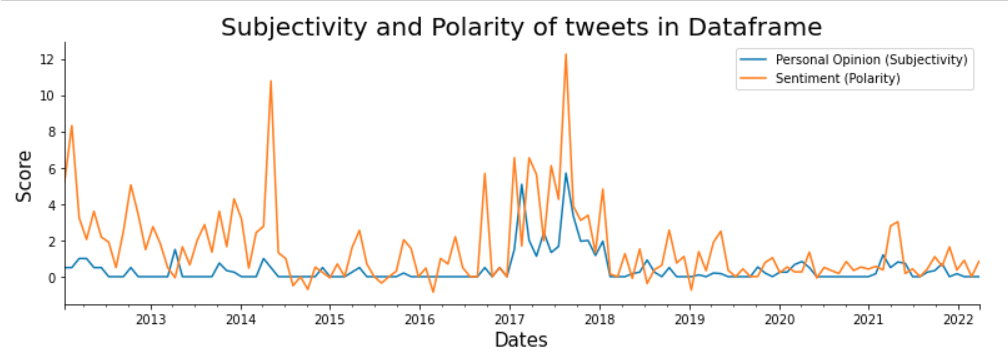 Subjectivity and Polarity of tweets in Dataframe
Personal Opinion (Subjectivity)
Sentiment (Polarity)
Score
12
10
8
6
4
2
0
2013 2014 2015 2016 2017 2018 2019 2020 2021 2022
Dates